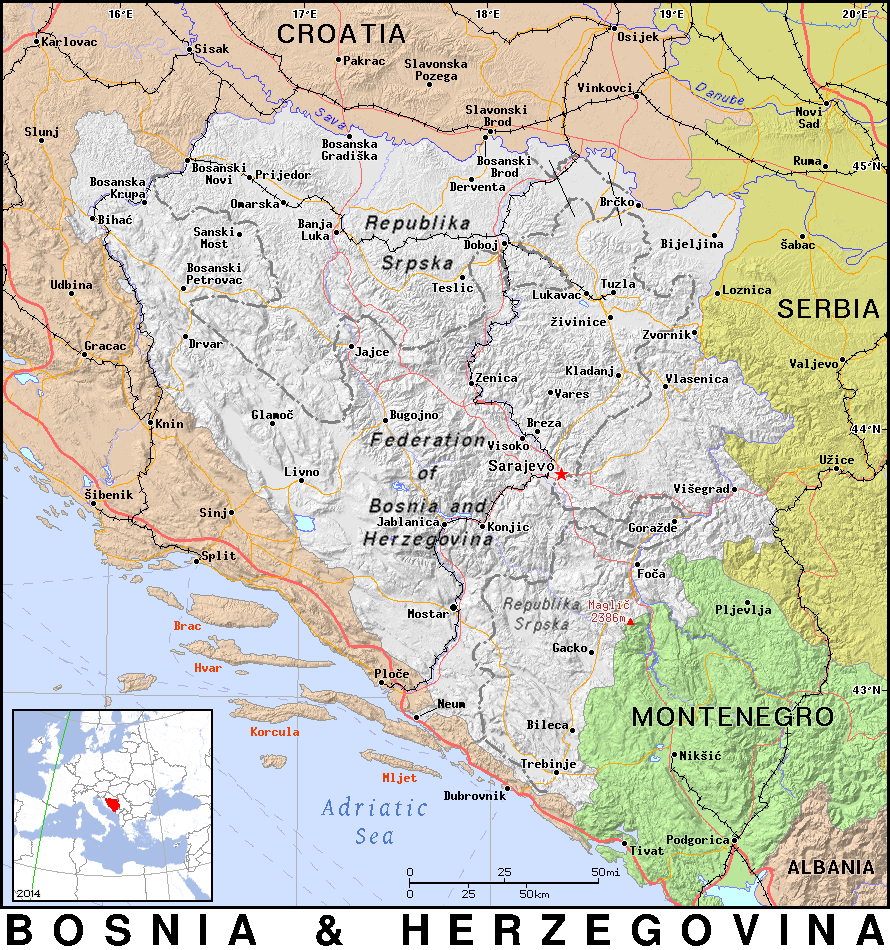 16°E
17°E
18°E
19°E
20°E
CROATIA
Karlovac
Sisak
Osijek
Pakrac
Slavonska
Pozega
Vinkovci
Danube
Novi
Sad
Slavonski
Brod
Sava
Slunj
Bosanska
Gradiška
Ruma
45°N
Bosanski
Novi
Bosanski
Brod
Prijedor
Derventa
Bosanska
Krupa
Omarska
Brčko
Bihać
Banja
Luka
Republika
Srpska
Sanski
Most
Doboj
Bijeljina
Šabac
Bosanski
Petrovac
Teslic
Udbina
Lukavac
Tuzla
Loznica
SERBIA
Živinice
Zvornik
Drvar
Gracac
Jajce
Valjevo
Zenica
Kladanj
Vlasenica
Vares
Glamoč
Bugojno
Knin
Breza
44°N
Federation
of
Bosnia and
Herzegovina
Visoko
Sarajevo
Užice
Livno
Višegrad
Šibenik
Sinj
Jablanica
Konjic
Goražde
Split
Foča
Republika
Srpska
Maglić
2386m
Pljevlja
Mostar
Brac
Gacko
Hvar
Ploče
43°N
Neum
MONTENEGRO
Korcula
Bileca
Nikšić
Trebinje
Mljet
Dubrovnik
Adriatic
Sea
Podgorica
Tivat
ALBANIA
0 50mi
0 25 50km
2014
BOSNIA & HERZEGOVINA